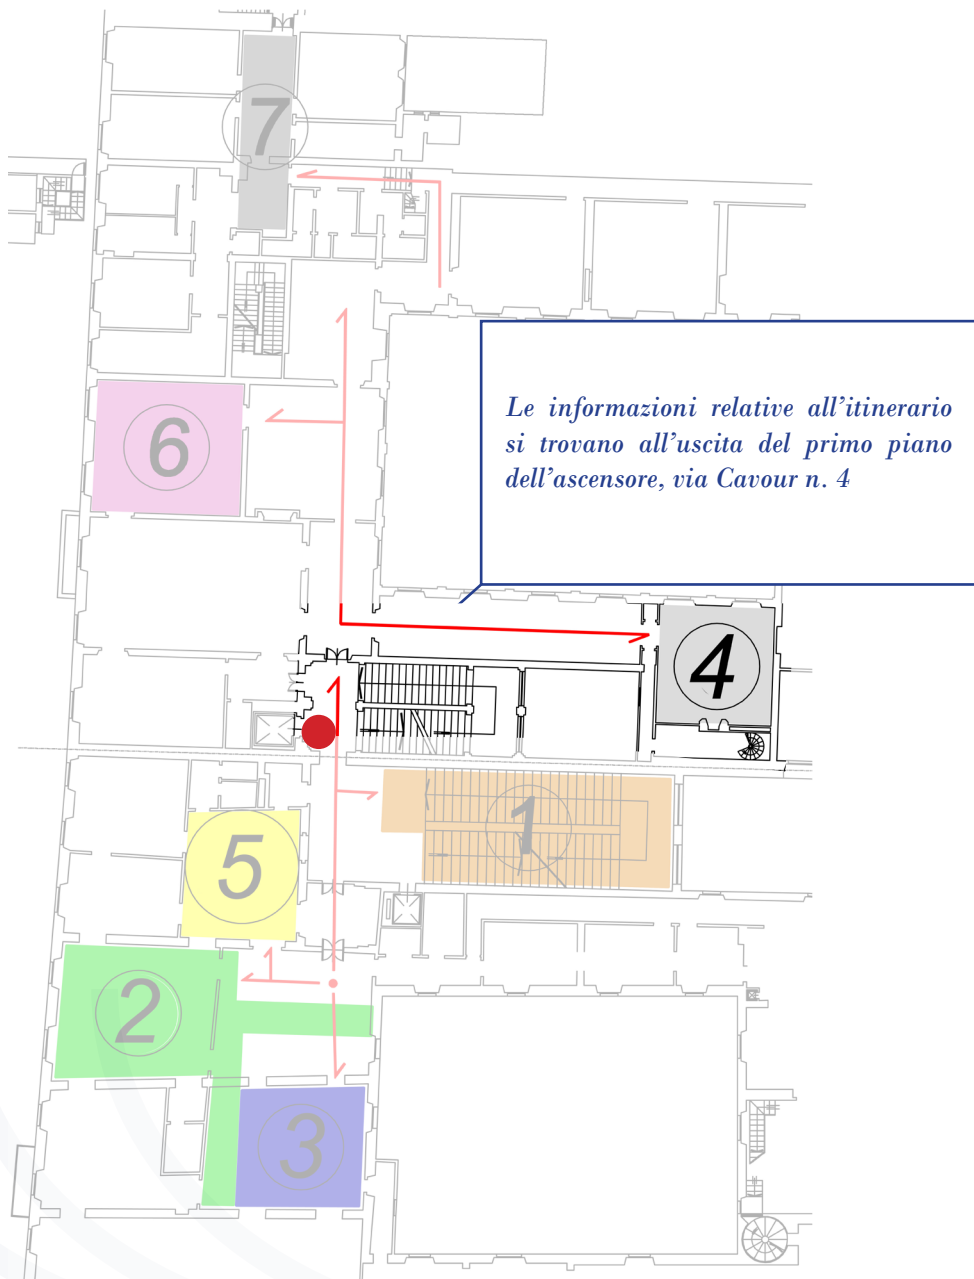 7
6
Le informazioni relative all'itinerario
si trovano all'uscita del primo piano
dell'ascensore, via Cavour n. 4
4
1
5
2
3